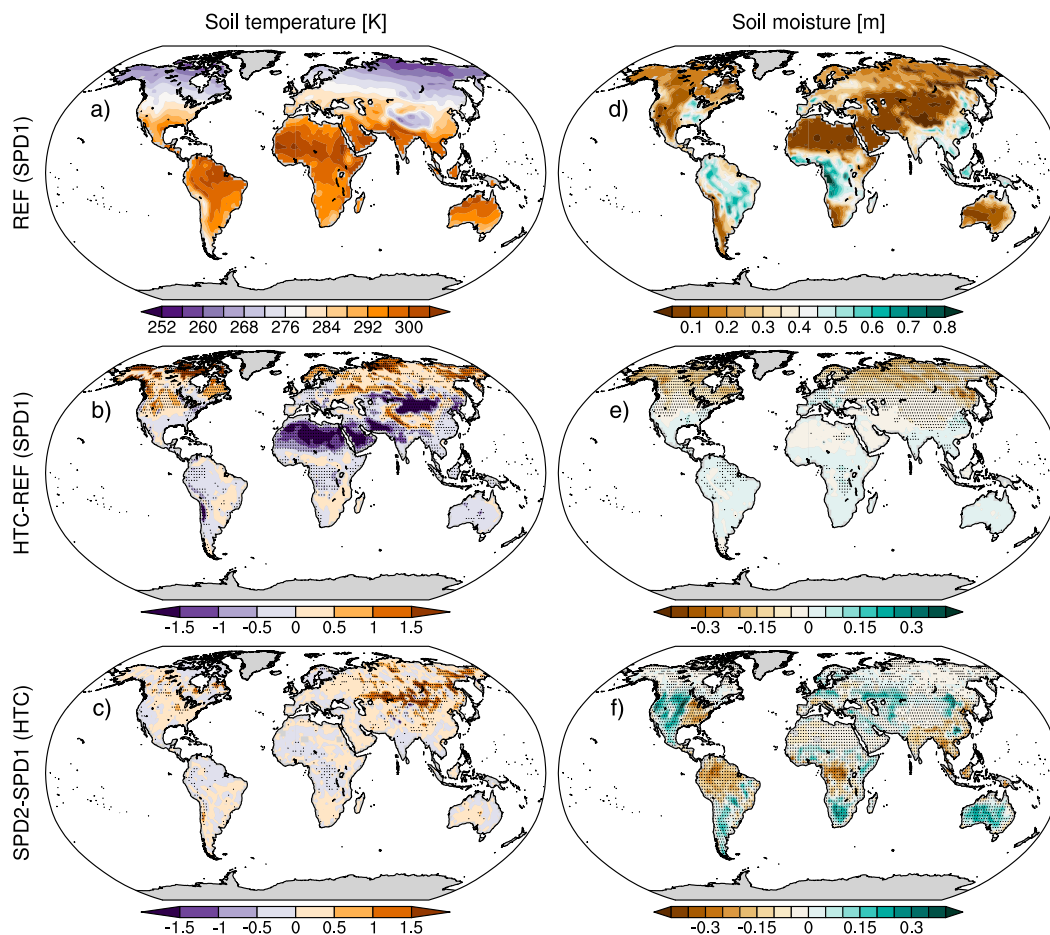 Soil temperature [K] Soil moisture [m]
REF (SPD1)
a) d)
252 260 268 276 284 292 300 0.1 0.2 0.3 0.4 0.5 0.6 0.7 0.8
HTC-REF (SPD1)
b) e)
-1.5 -1 -0.5 0 0.5 1 1.5 -0.3 -0.15 0 0.15 0.3
SPD2-SPD1 (HTC)
c) f)
-1.5 -1 -0.5 0 0.5 1 1.5 -0.3 -0.15 0 0.15 0.3